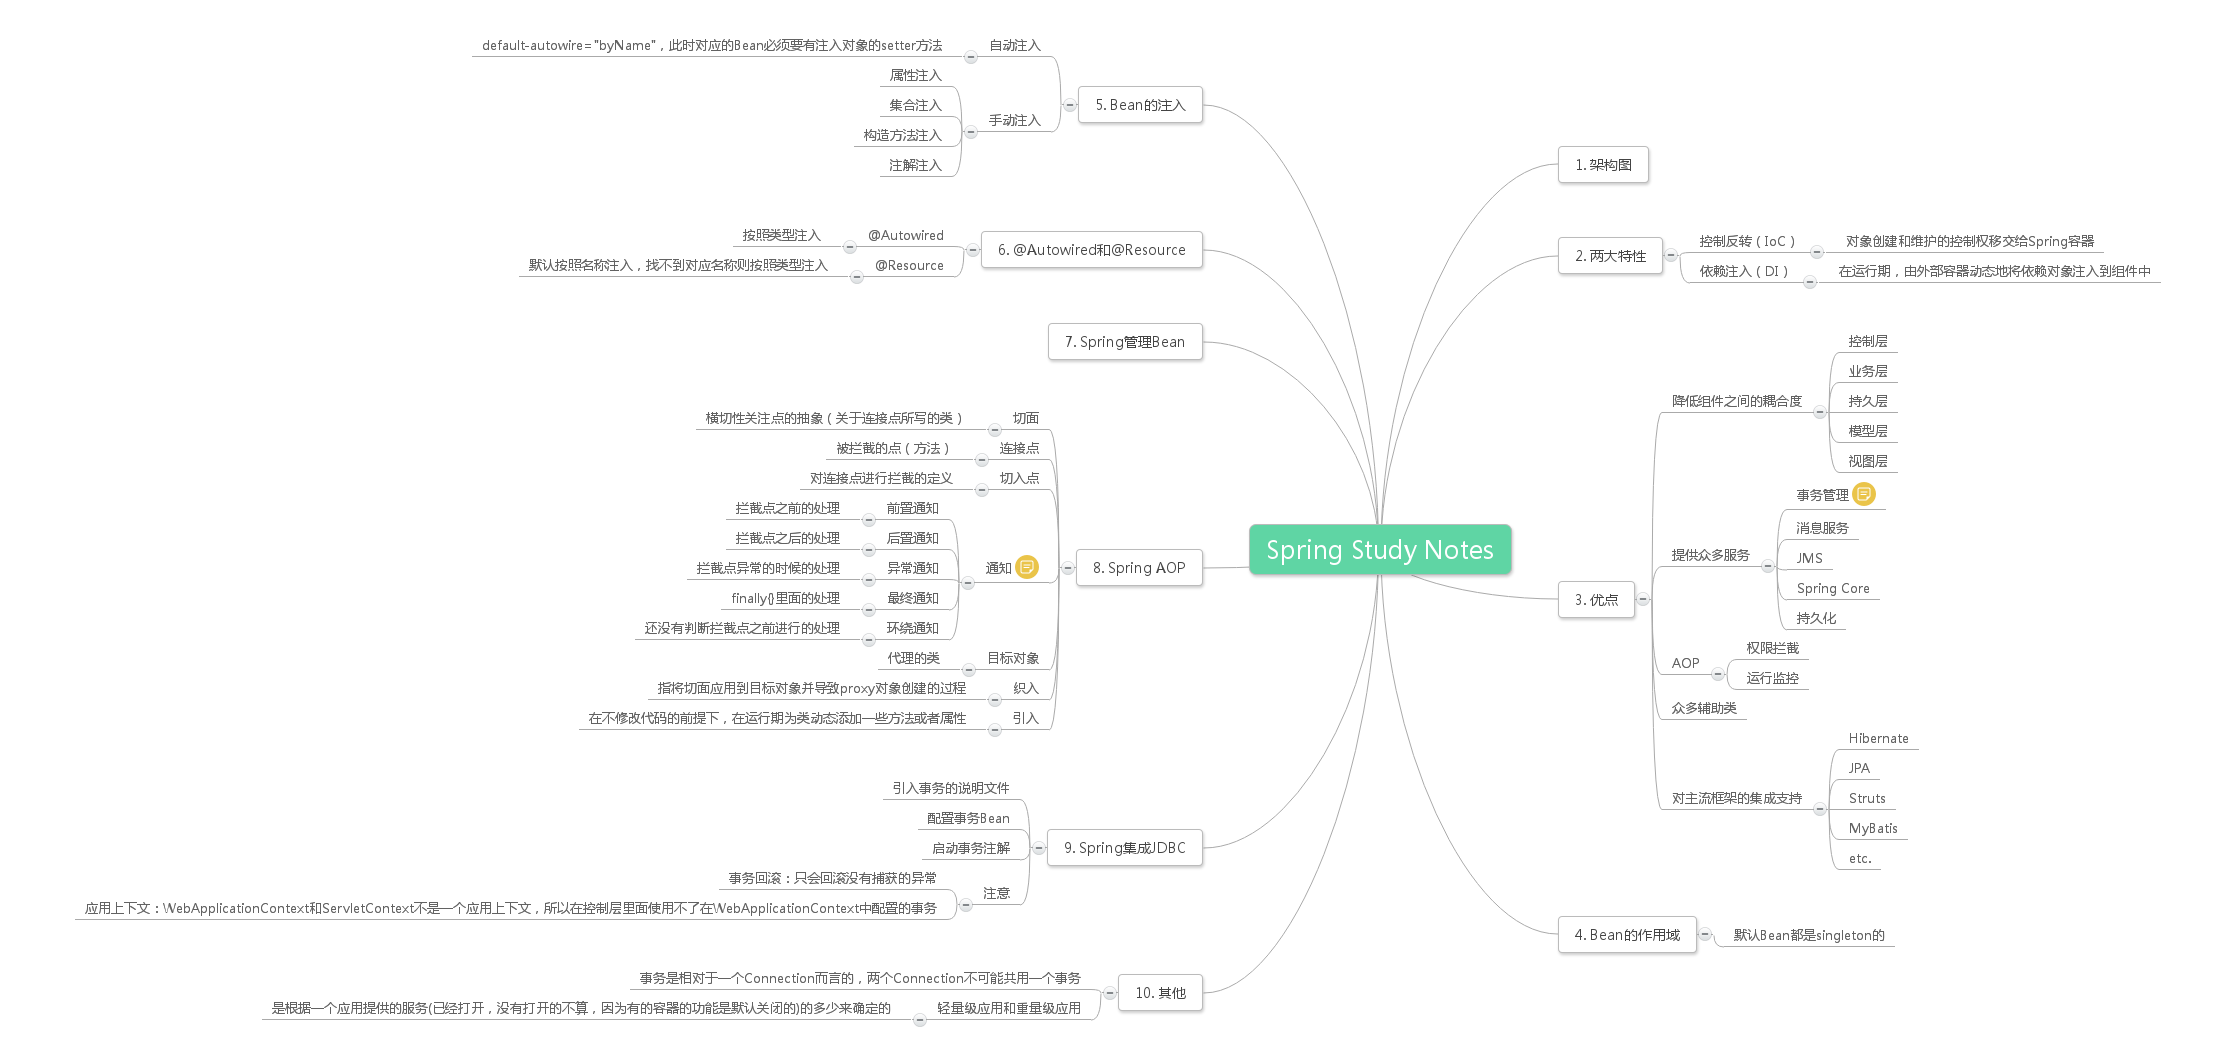 Spring Study Notes
1. 架构图
2. 两大特性
控制反转（IoC）
对象创建和维护的控制权移交给Spring容器
依赖注入（DI）
在运行期，由外部容器动态地将依赖对象注入到组件中
3. 优点
降低组件之间的耦合度
控制层
业务层
持久层
模型层
视图层
提供众多服务
事务管理
消息服务
JMS
Spring Core
持久化
AOP
权限拦截
运行监控
众多辅助类
对主流框架的集成支持
Hibernate
JPA
Struts
MyBatis
etc.
4. Bean的作用域
默认Bean都是singleton的
5. Bean的注入
自动注入
default-autowire="byName"，此时对应的Bean必须要有注入对象的setter方法
手动注入
属性注入
集合注入
构造方法注入
注解注入
6. @Autowired和@Resource
@Autowired
按照类型注入
@Resource
默认按照名称注入，找不到对应名称则按照类型注入
7. Spring管理Bean
8. Spring AOP
切面
横切性关注点的抽象（关于连接点所写的类）
连接点
被拦截的点（方法）
切入点
对连接点进行拦截的定义
通知
前置通知
拦截点之前的处理
后置通知
拦截点之后的处理
异常通知
拦截点异常的时候的处理
最终通知
finally{}里面的处理
环绕通知
还没有判断拦截点之前进行的处理
目标对象
代理的类
织入
指将切面应用到目标对象并导致proxy对象创建的过程
引入
在不修改代码的前提下，在运行期为类动态添加一些方法或者属性
9. Spring集成JDBC
引入事务的说明文件
配置事务Bean
启动事务注解
注意
事务回滚：只会回滚没有捕获的异常
应用上下文：WebApplicationContext和ServletContext不是一个应用上下文，所以在控制层里面使用不了在WebApplicationContext中配置的事务
10. 其他
事务是相对于一个Connection而言的，两个Connection不可能共用一个事务
轻量级应用和重量级应用
是根据一个应用提供的服务(已经打开，没有打开的不算，因为有的容器的功能是默认关闭的)的多少来确定的